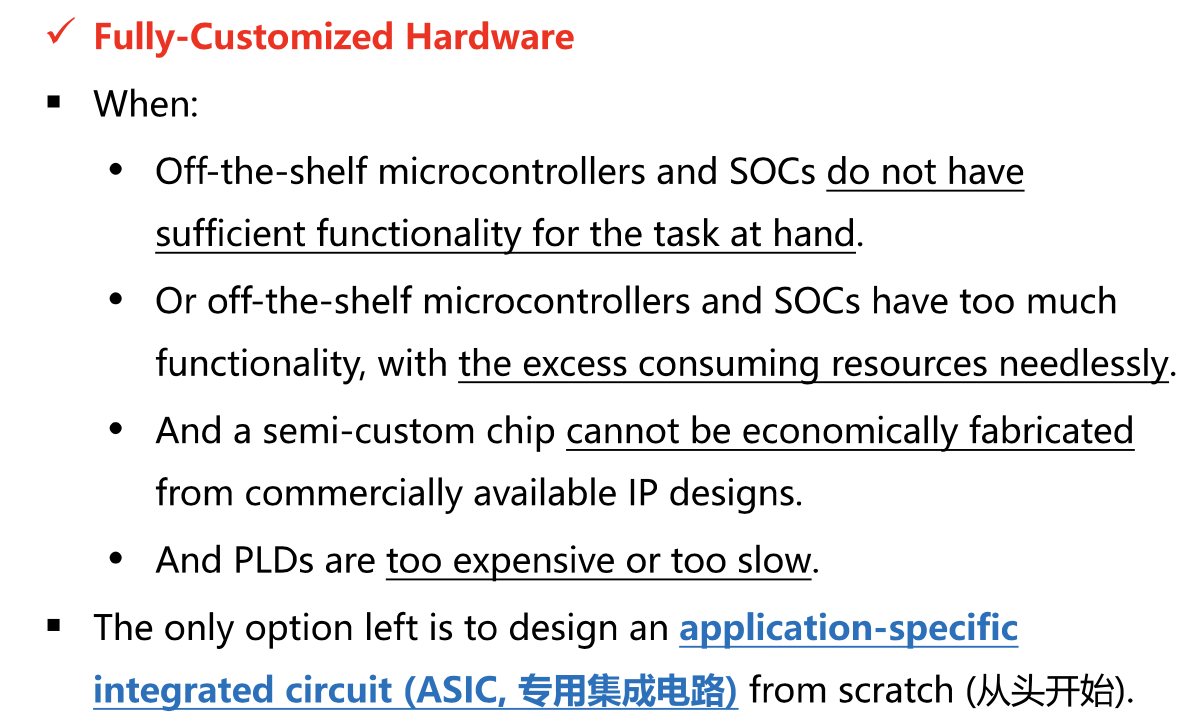 ✓ Fully-Customized Hardware
▪ When:
• Off-the-shelf microcontrollers and SOCs do not have
sufficient functionality for the task at hand.
• Or off-the-shelf microcontrollers and SOCs have too much
functionality, with the excess consuming resources needlessly.
• And a semi-custom chip cannot be economically fabricated
from commercially available IP designs.
• And PLDs are too expensive or too slow.
▪ The only option left is to design an application-specific
integrated circuit (ASIC, 专用集成电路) from scratch (从头开始).